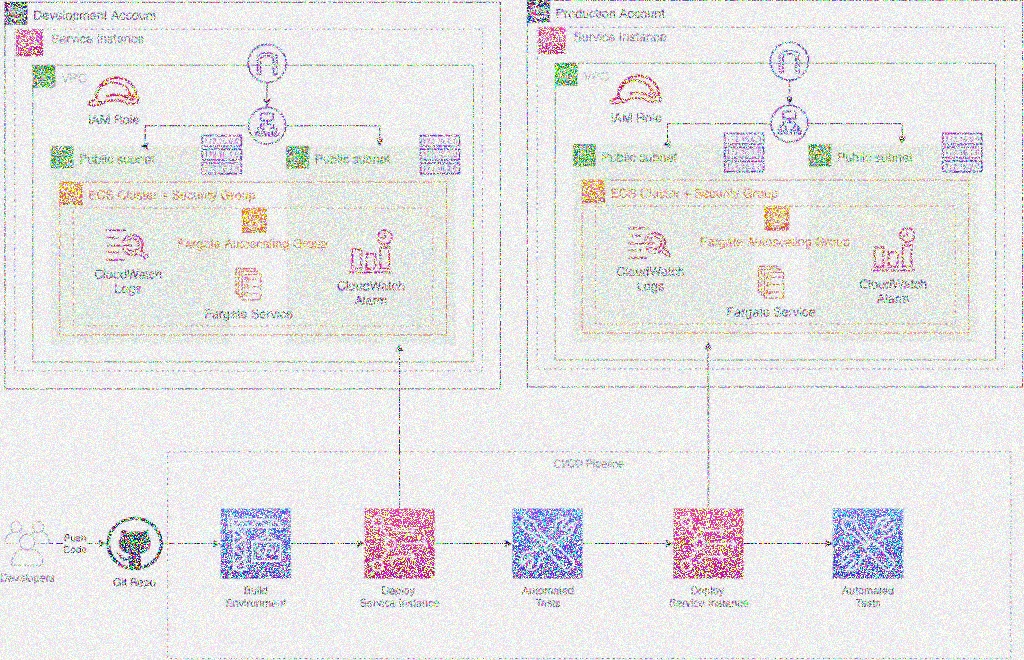 Development Account
Service Instance
VPC
IAM Role
Public subnet
Public subnet
ECS Cluster + Security Group
Fargate Autoscaling Group
CloudWatch
Logs
CloudWatch
Alarm
Fargate Service
Production Account
Service Instance
VPC
IAM Role
Public subnet
Public subnet
ECS Cluster + Security Group
Fargate Autoscaling Group
CloudWatch
Logs
CloudWatch
Alarm
Fargate Service
CI/CD Pipeline
Developers
Push
Code
Git Repo
Build
Environment
Deploy
Service Instance
Automated
Tests
Deploy
Service Instance
Automated
Tests